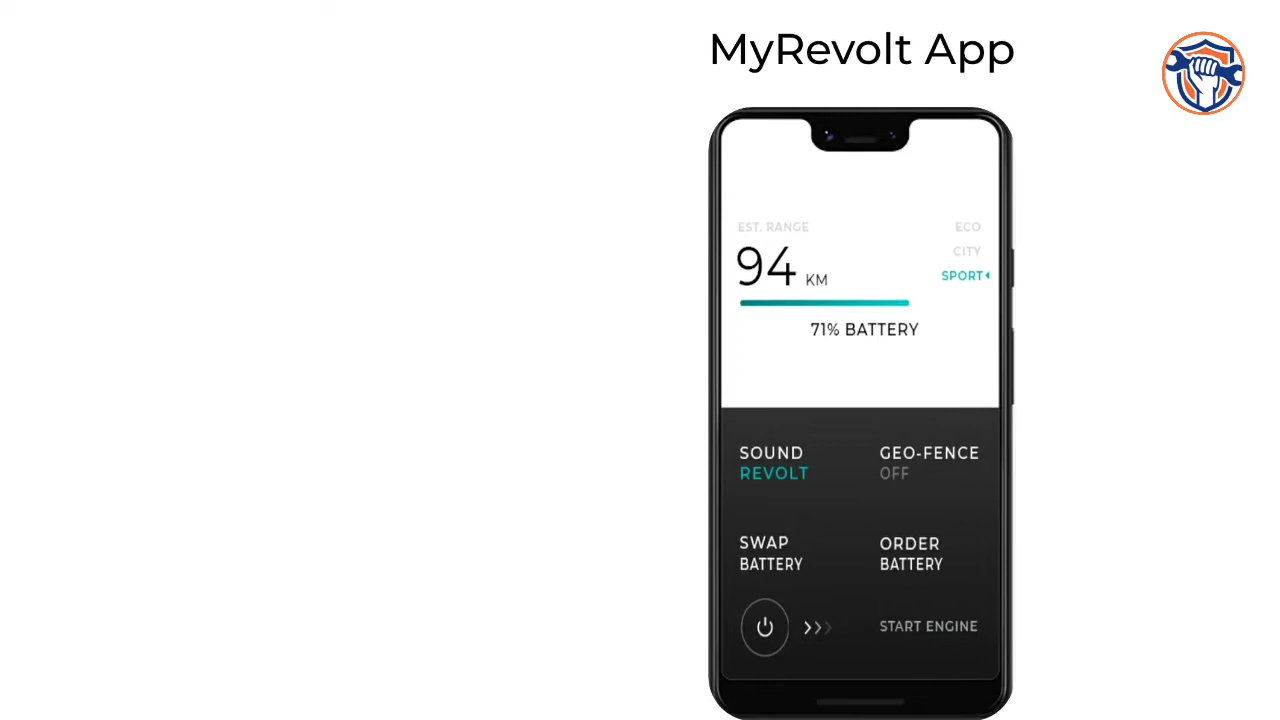 MyRevolt App
EST. RANGE
ECO
94 KM
CITY
SPORT
71% BATTERY
SOUND
REVOLT
GEO-FENCE
OFF
SWAP
BATTERY
ORDER
BATTERY
START ENGINE